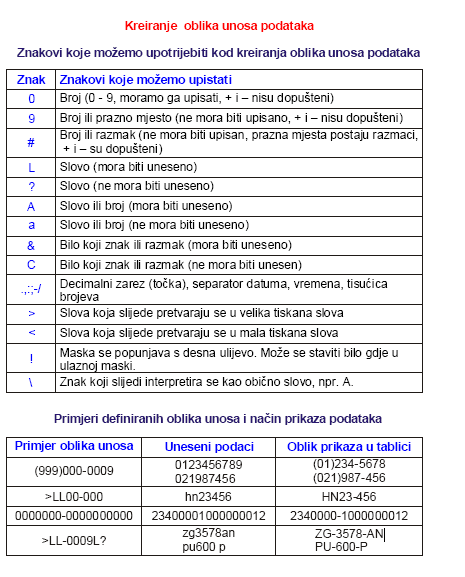 Kreiranje oblika unosa podataka
Znakovi koje možemo upotrijebiti kod kreiranja oblika unosa podataka
Znak Znakovi koje možemo upistati
0 Broj (0 - 9, moramo ga upisati, + i – nisu dopušteni)
9 Broj ili prazno mjesto (ne mora biti upisano, + i – nisu dopušteni)
# Broj ili razmak (ne mora biti upisan, prazna mjesta postaju razmaci,
+ i – su dopušteni)
L Slovo (mora biti uneseno)
? Slovo (ne mora biti uneseno)
A Slovo ili broj (mora biti uneseno)
a Slovo ili broj (ne mora biti uneseno)
& Bilo koji znak ili razmak (mora biti uneseno)
C Bilo koji znak ili razmak (ne mora biti unesen)
.,:;-/ Decimalni zarez (točka), separator datuma, vremena, tisućica
brojeva
> Slova koja slijede pretvaraju se u velika tiskana slova
< Slova koja slijede pretvaraju se u mala tiskana slova
! Maska se popunjava s desna ulijevo. Može se staviti bilo gdje u
ulaznoj maski.
\ Znak koji slijedi interpretira se kao obično slovo, npr. A.
Primjeri definiranih oblika unosa i način prikaza podataka
Primjer oblika unosa Uneseni podaci Oblik prikaza u tablici
(999)000-0009 0123456789 (01)234-5678
021987456 (021)987-456
>LL00-000 hn23456 HN23-456
0000000-0000000000 23400001000000012 2340000-1000000012
>LL-0009L? zg3578an ZG-3578-AN
pu600 p PU-600-P